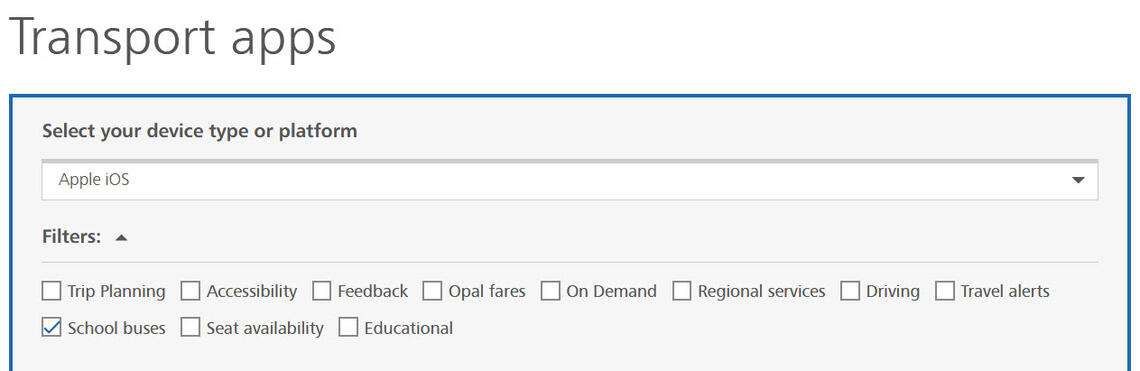 Transport apps
Select your device type or platform
Apple iOS
Filters:
Trip Planning Accessibility Feedback Opal fares On Demand Regional services Driving Travel alerts
School buses Seat availability Educational